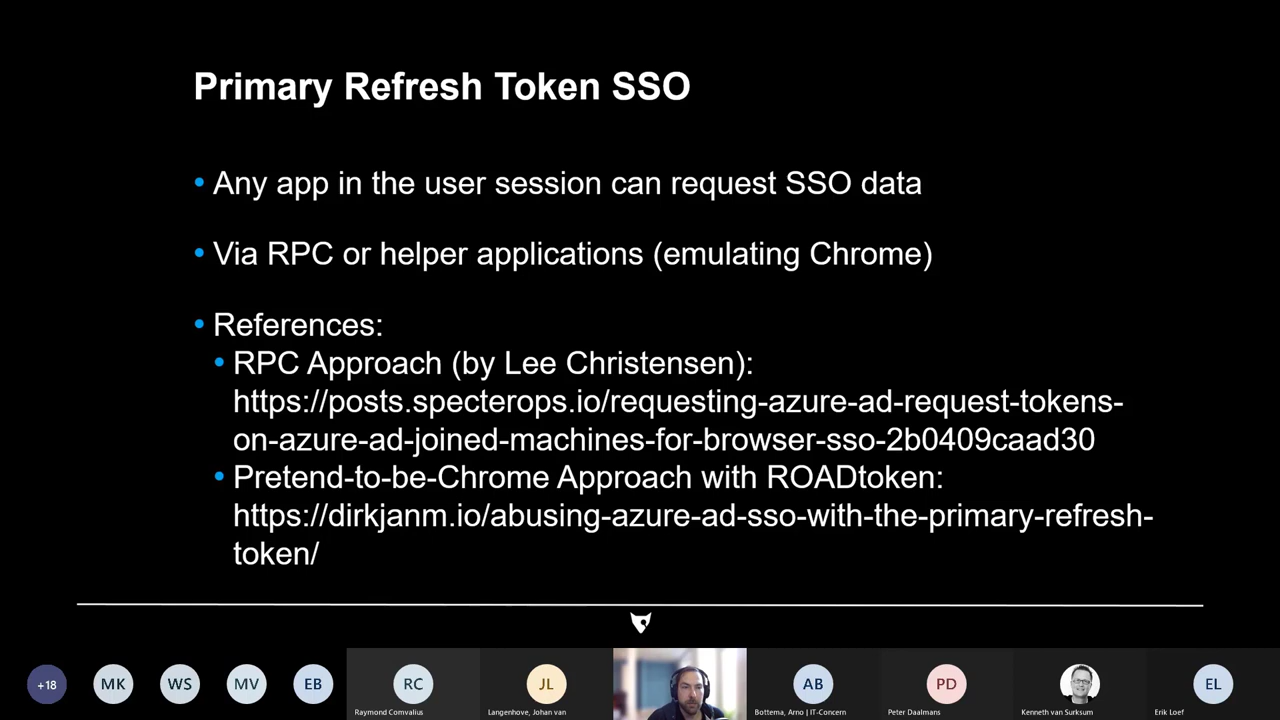 Primary Refresh Token SSO
• Any app in the user session can request SSO data
• Via RPC or helper applications (emulating Chrome)
• References:
• RPC Approach (by Lee Christensen):
https://posts.specterops.io/requesting-azure-ad-request-tokens-
on-azure-ad-joined-machines-for-browser-sso-2b0409caad30
• Pretend-to-be-Chrome Approach with ROADtoken:
https://dirkjanm.io/abusing-azure-ad-sso-with-the-primary-refresh-
token/
+18 MK WS MV EB RC JL AB PD EL
Raymond Comvalius Langenhove, Johan van Bottema, Arno | IT-Concern Peter Daalmans Kenneth van Surksum Erik Loef